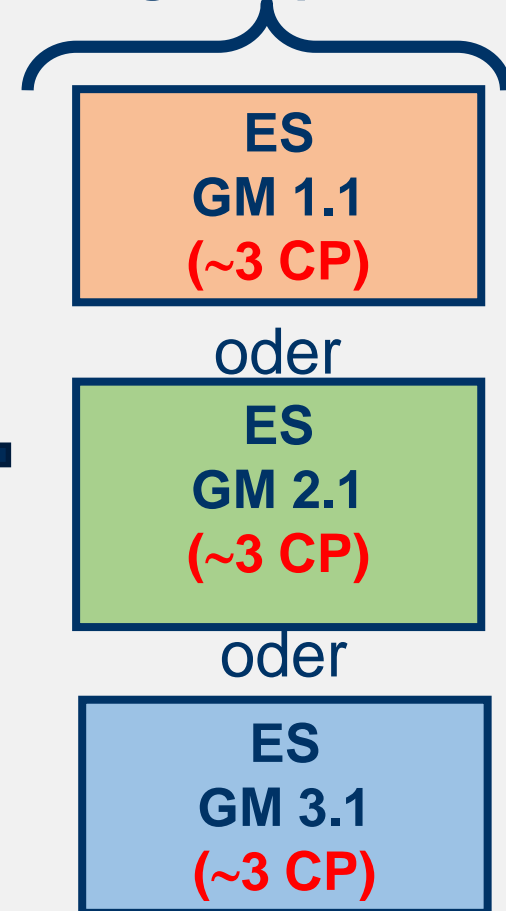 ES
GM 1.1
(~3 CP)
oder
ES
GM 2.1
(~3 CP)
oder
ES
GM 3.1
(~3 CP)